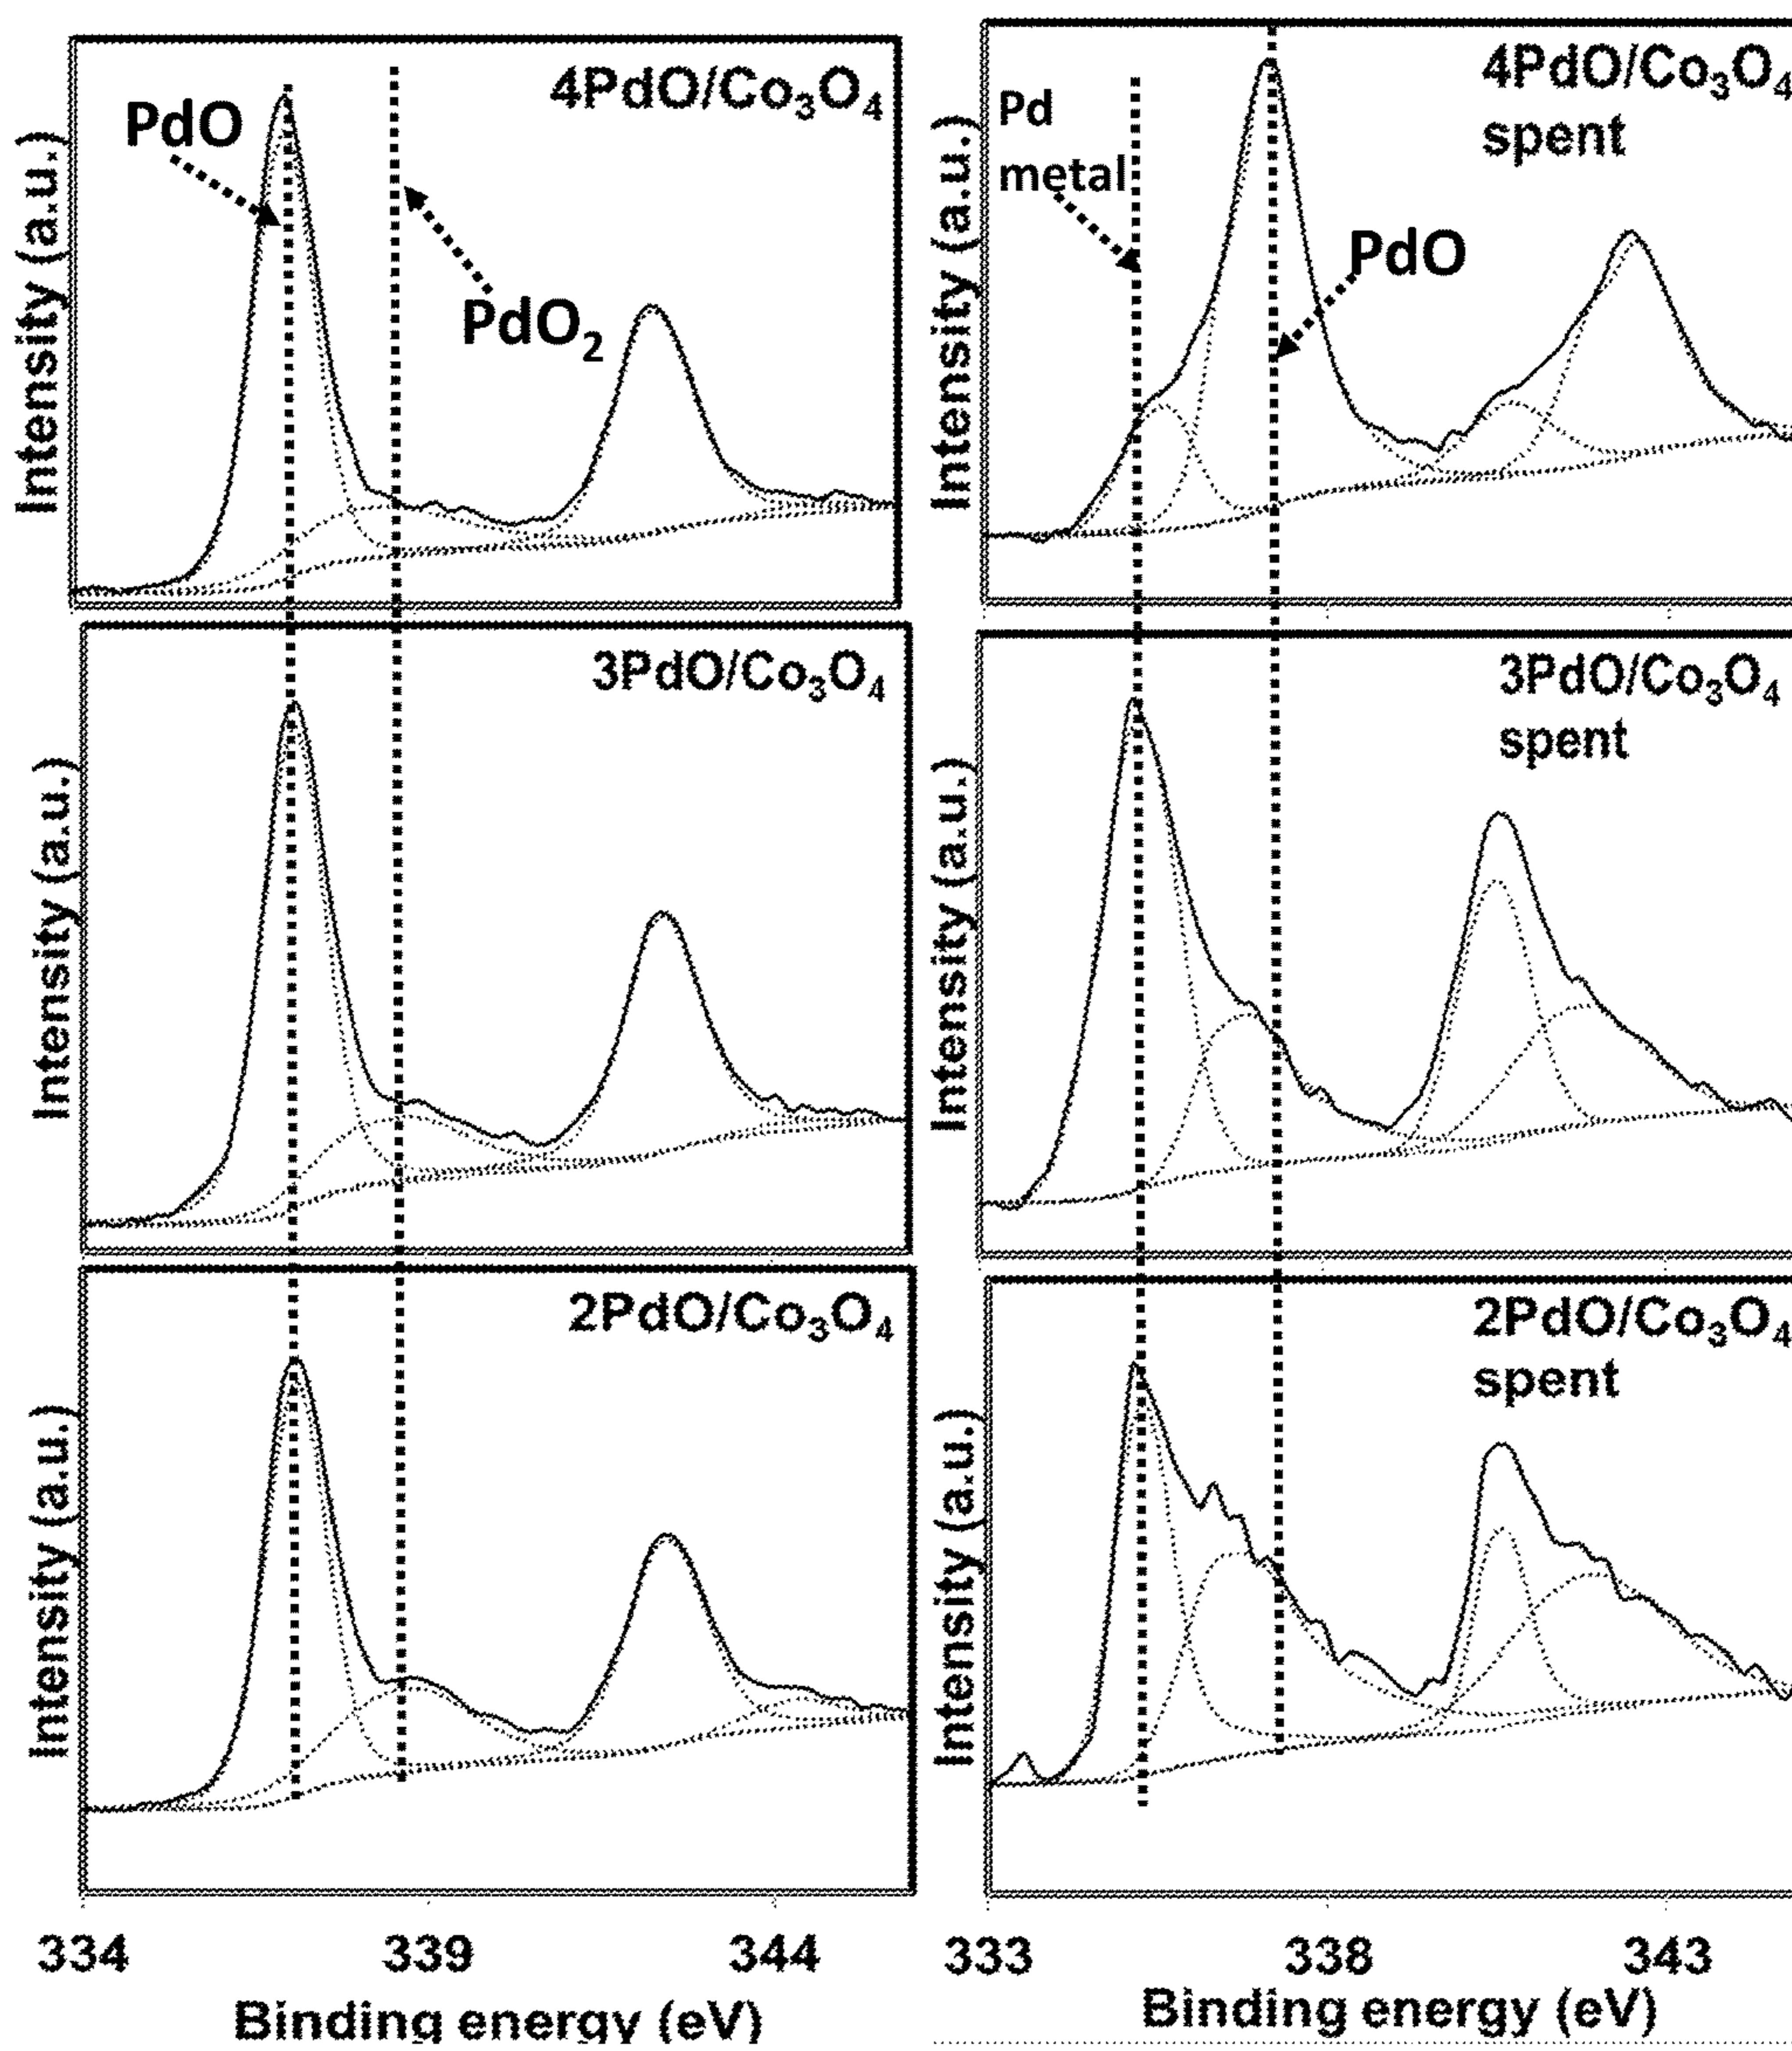 4PdO/Co₃O₄
PdO
PdO₂
Intensity (a.u.)
4PdO/Co₃O₄
spent
Pd
metal
PdO
Intensity (a.u.)
3PdO/Co₃O₄
Intensity (a.u.)
3PdO/Co₃O₄
spent
Intensity (a.u.)
2PdO/Co₃O₄
Intensity (a.u.)
2PdO/Co₃O₄
spent
Intensity (a.u.)
334 339 344
Binding energy (eV)
333 338 343
Binding energy (eV)